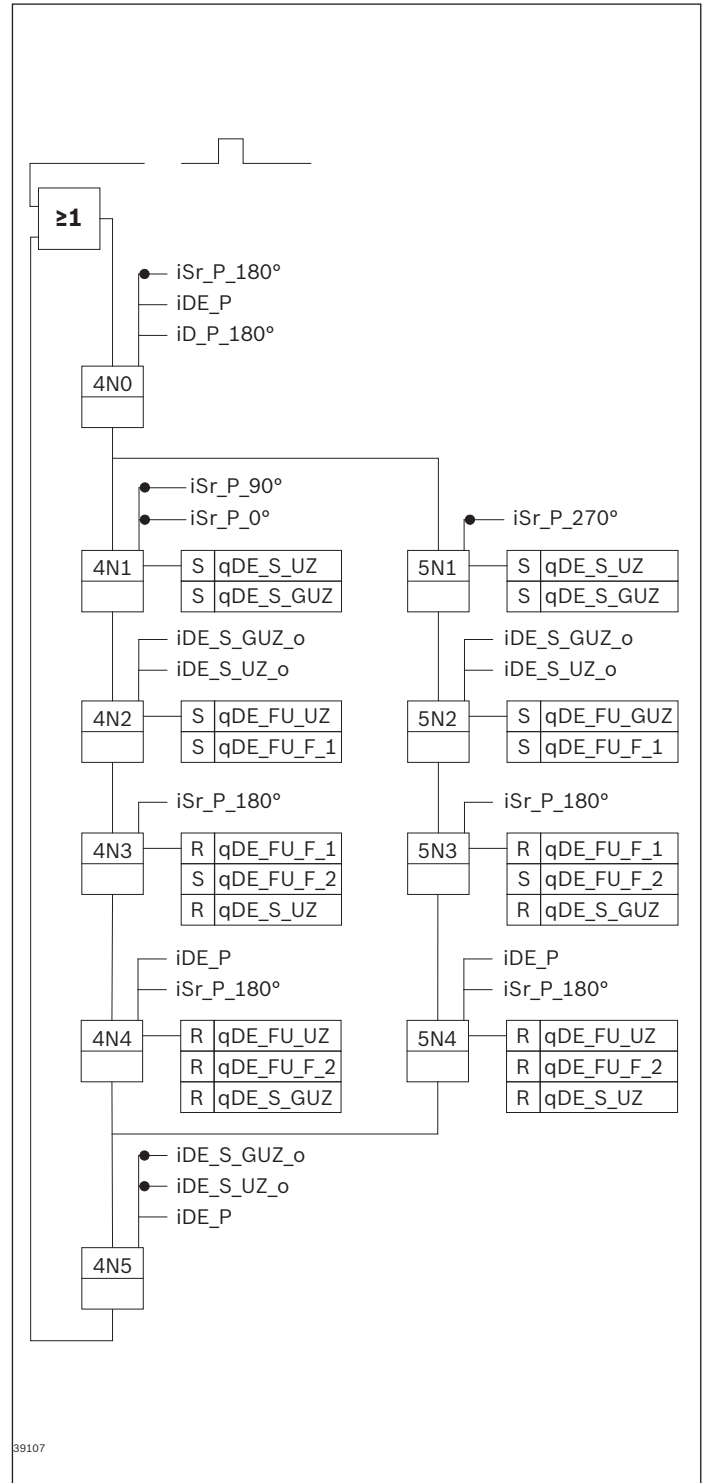 ≥1
iSr_P_180°
iDE_P
iD_P_180°
4N0
iSr_P_90°
iSr_P_0°
4N1
S qDE_S_UZ
S qDE_S_GUZ
iSr_P_270°
5N1
S qDE_S_UZ
S qDE_S_GUZ
iDE_S_GUZ_o
iDE_S_UZ_o
4N2
S qDE_FU_UZ
S qDE_FU_F_1
iDE_S_GUZ_o
iDE_S_UZ_o
5N2
S qDE_FU_GUZ
S qDE_FU_F_1
iSr_P_180°
4N3
R qDE_FU_F_1
S qDE_FU_F_2
R qDE_S_UZ
iSr_P_180°
5N3
R qDE_FU_F_1
S qDE_FU_F_2
R qDE_S_GUZ
iDE_P
iSr_P_180°
4N4
R qDE_FU_UZ
R qDE_FU_F_2
R qDE_S_GUZ
iDE_P
iSr_P_180°
5N4
R qDE_FU_UZ
R qDE_FU_F_2
R qDE_S_UZ
iDE_S_GUZ_o
iDE_S_UZ_o
iDE_P
4N5
39107